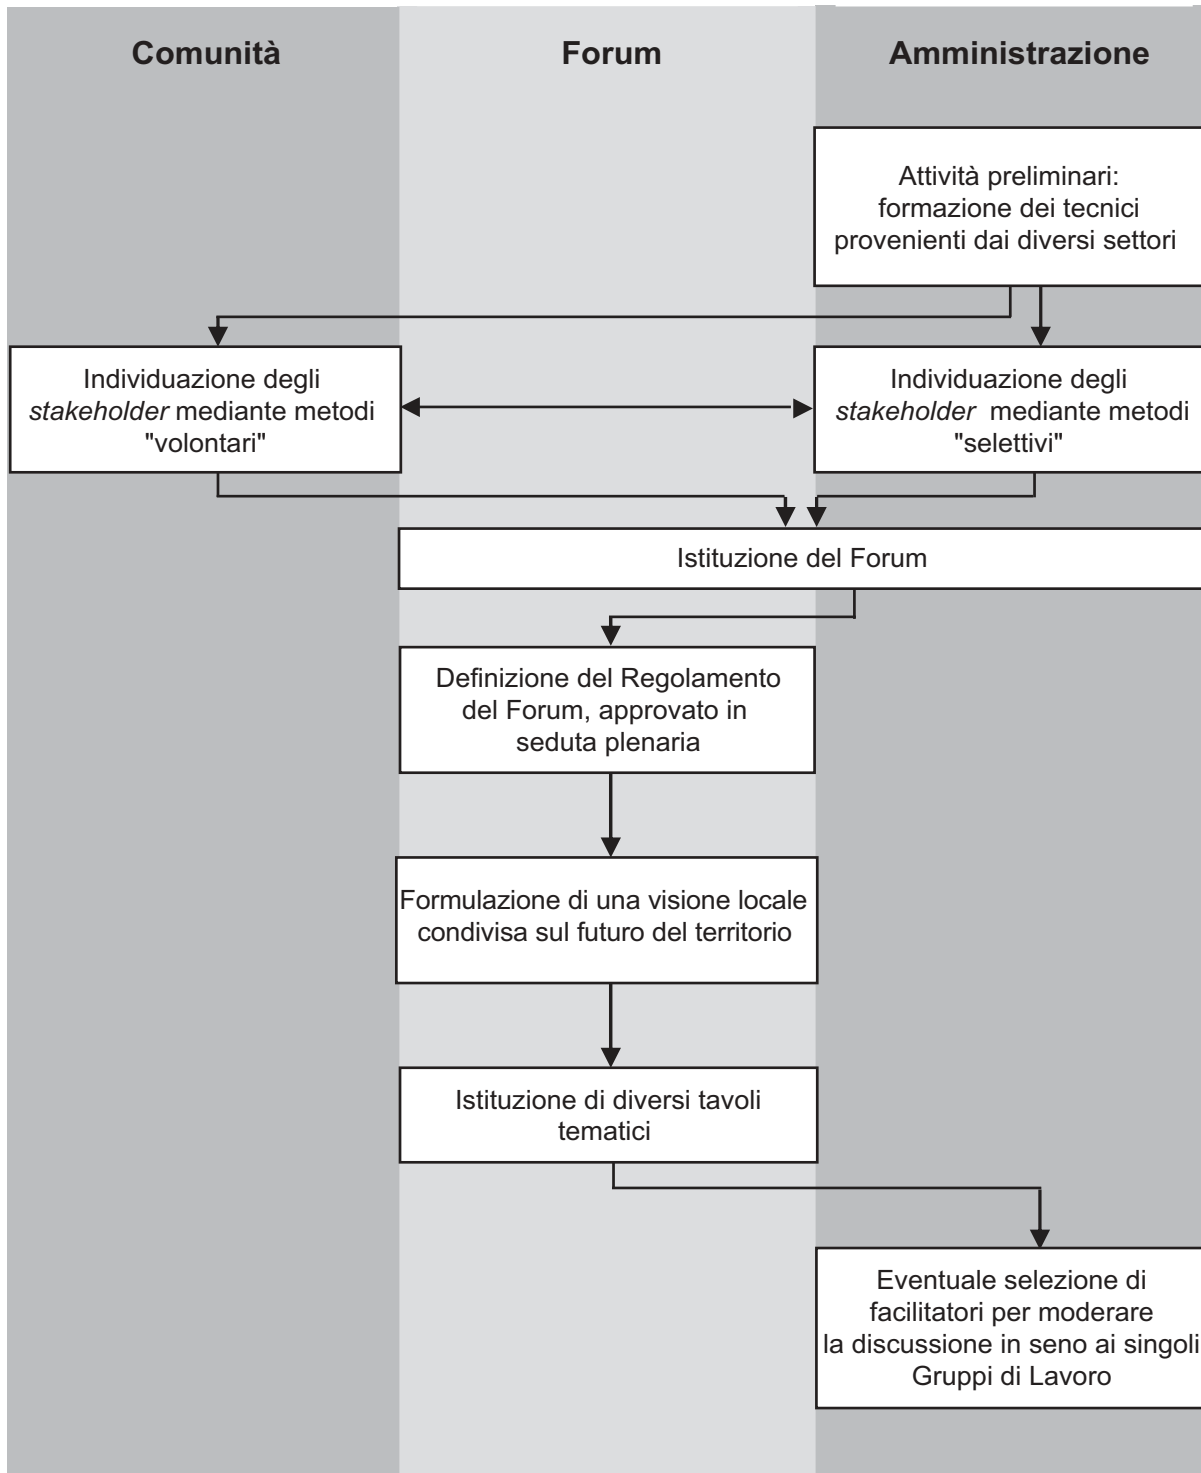 Comunità
Forum
Amministrazione
Attività preliminari:
formazione dei tecnici
provenienti dai diversi settori
Individuazione degli
stakeholder mediante metodi
"volontari"
Individuazione degli
stakeholder mediante metodi
"selettivi"
Istituzione del Forum
Definizione del Regolamento
del Forum, approvato in
seduta plenaria
Formulazione di una visione locale
condivisa sul futuro del territorio
Istituzione di diversi tavoli
tematici
Eventuale selezione di
facilitatori per moderare
la discussione in seno ai singoli
Gruppi di Lavoro